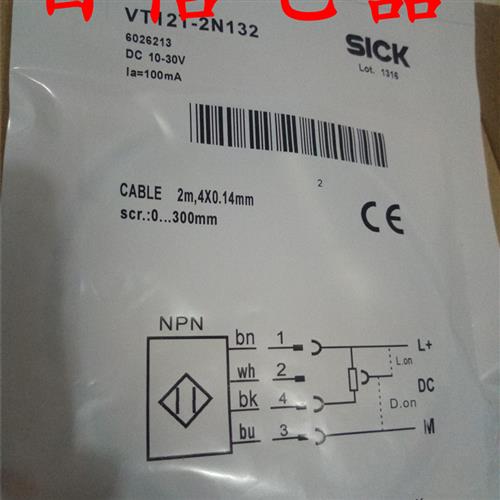 VT12T-2N132
6026213
DC 10-30V
Ia=100mA
SICK
Lot. 1316
2
CABLE 2m,4X0.14mm
scr.:0...300mm
CE
NPN
bn 1 L+
L.on
wh 2
DC
bk 4
D.on
bu 3 M